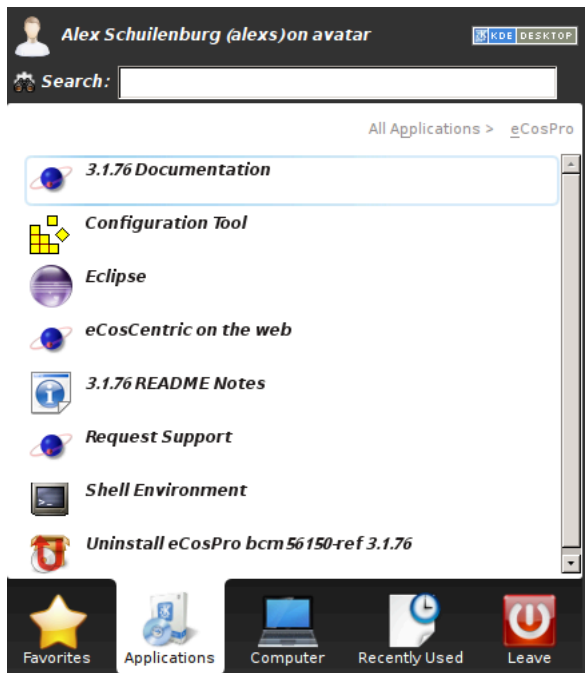 Alex Schuilenburg (alexs) on avatar
KDE DESKTOP
Search:
All Applications > eCosPro
3.1.76 Documentation
Configuration Tool
Eclipse
eCosCentric on the web
3.1.76 README Notes
Request Support
Shell Environment
Uninstall eCosPro bcm56150-ref 3.1.76
Favorites Applications Computer Recently Used Leave